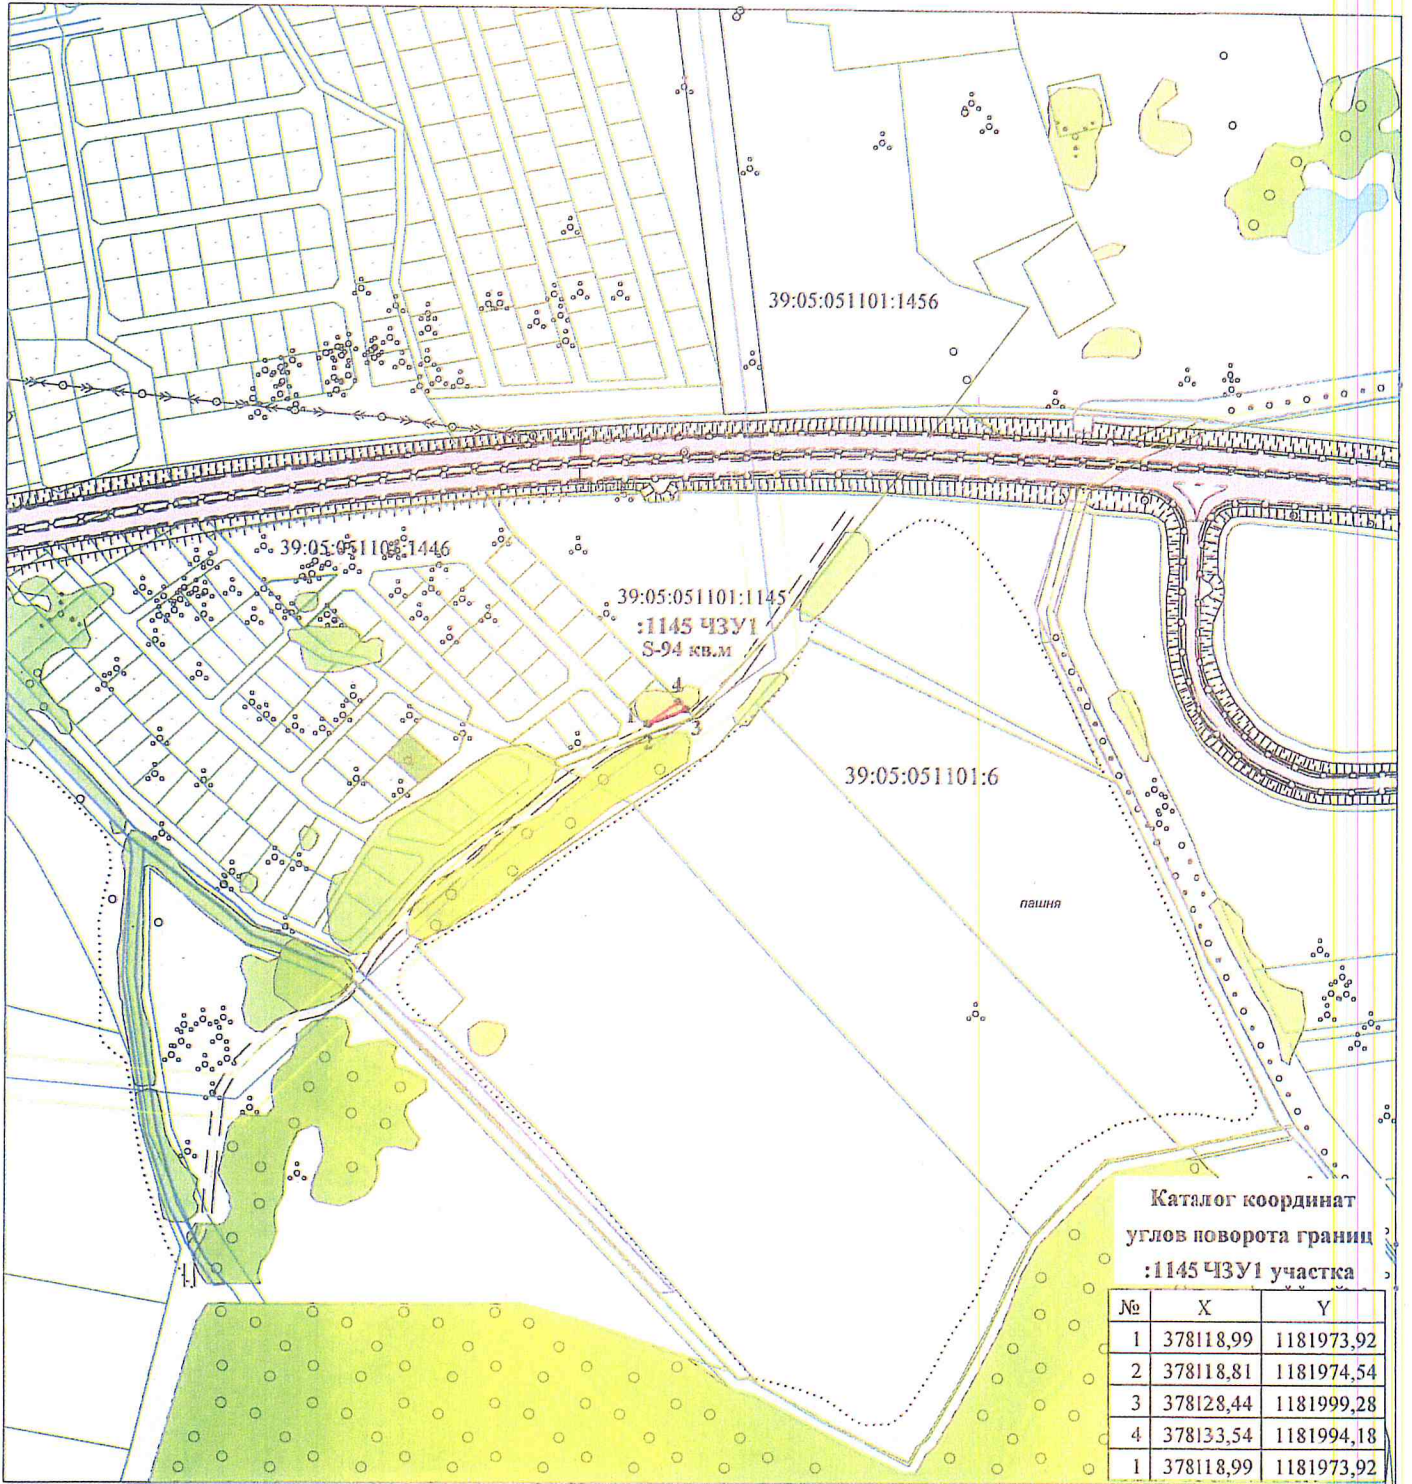 39:05:051101:1456
39:05:051101:1446
39:05:051101:1145
:1145 ЧЗУ1
S-94 кв.м
4
1
2
3
39:05:051101:6
пашня
Каталог координат
углов поворота границ
:1145 ЧЗУ1 участка
№ X Y
1 378118,99 1181973,92
2 378118,81 1181974,54
3 378128,44 1181999,28
4 378133,54 1181994,18
1 378118,99 1181973,92